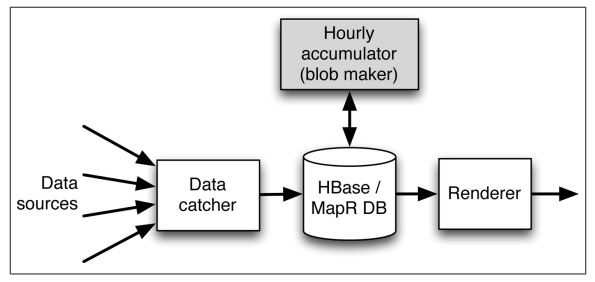 Hourly
accumulator
(blob maker)
Data
sources
Data
catcher
HBase /
MapR DB
Renderer